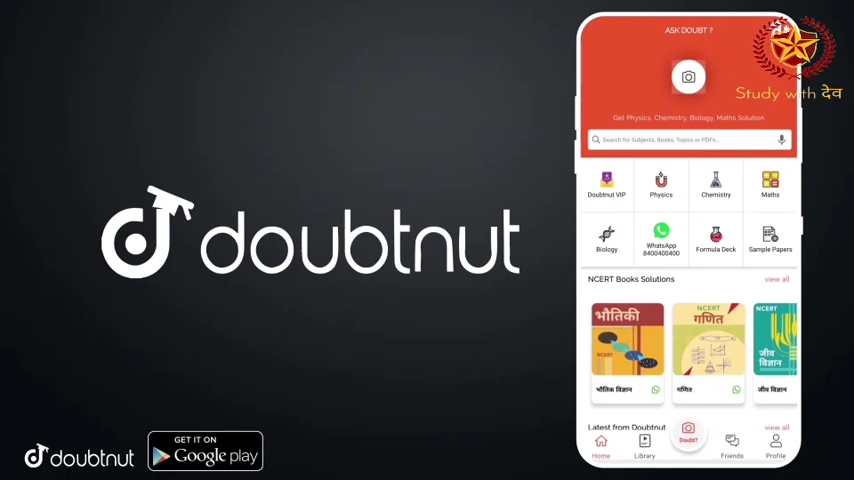 doubtnut
doubtnut
GET IT ON
Google play
ASK DOUBT ?
Study with देव
Get Physics, Chemistry, Biology, Maths Solution
Search for Subjects, Books, Topics or PDFs...
Doubtnut VIP
Physics
Chemistry
Maths
Biology
WhatsApp
8400400400
Formula Deck
Sample Papers
NCERT Books Solutions
view all
भौतिकी
NCERT
भौतिक विज्ञान
NCERT
गणित
गणित
NCERT
जीव
विज्ञान
जीव विज्ञान
Latest from Doubtnut
view all
Doubt?
Home
Library
Friends
Profile